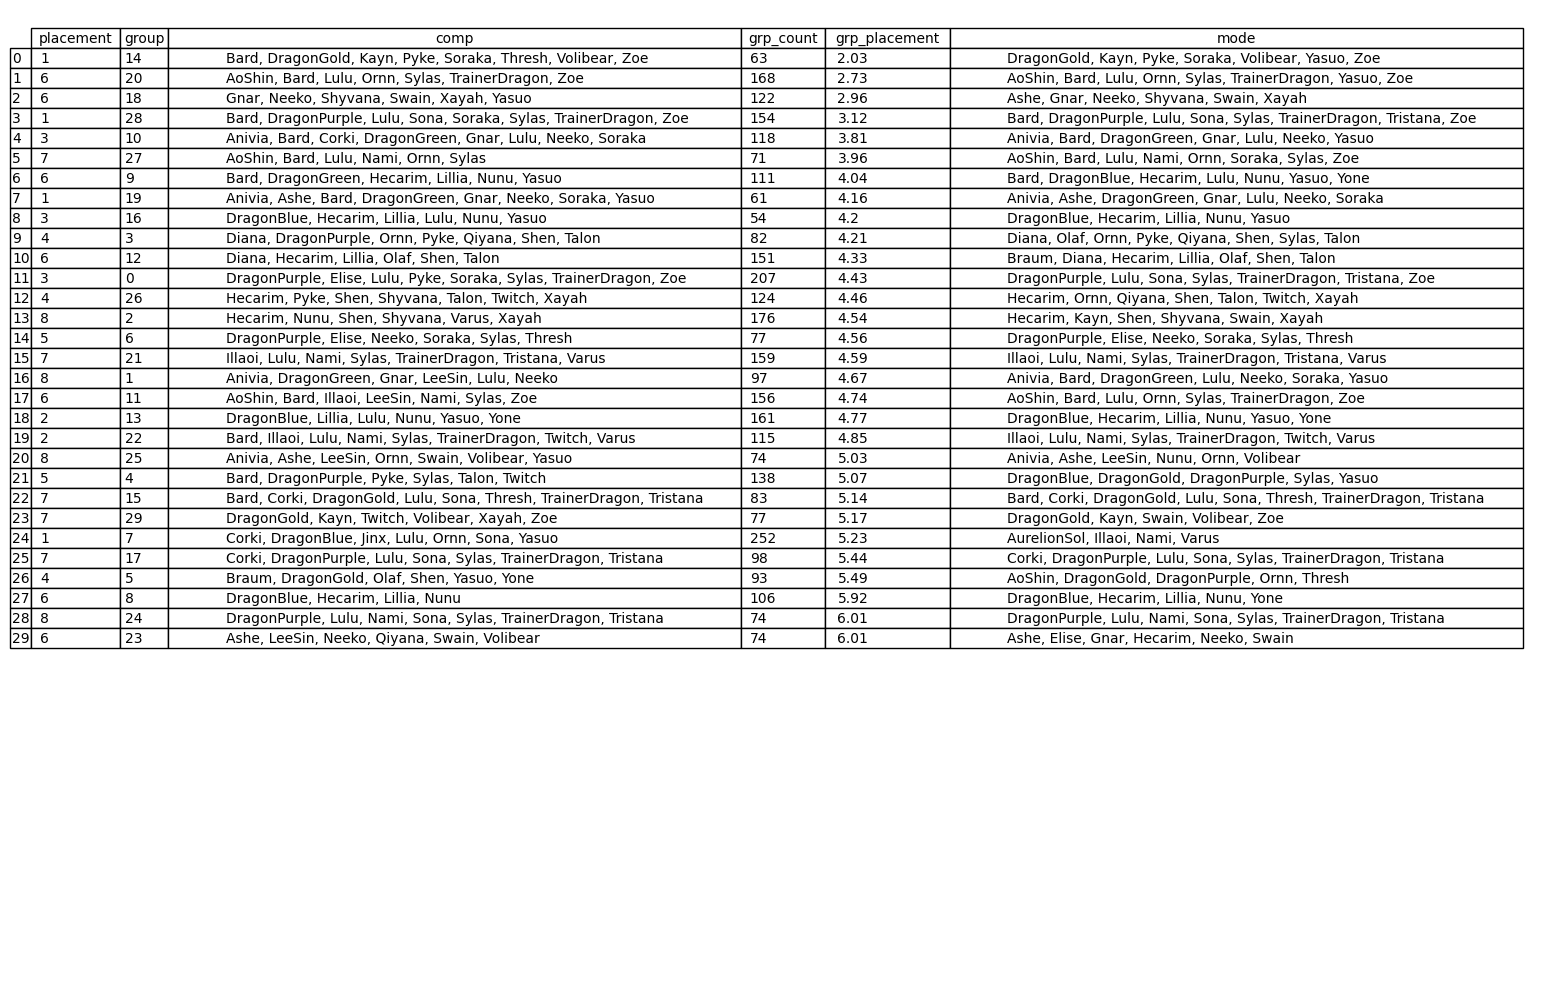 placement group comp grp_count grp_placement mode
0 1 14 Bard, DragonGold, Kayn, Pyke, Soraka, Thresh, Volibear, Zoe 63 2.03 DragonGold, Kayn, Pyke, Soraka, Volibear, Yasuo, Zoe
1 6 20 AoShin, Bard, Lulu, Ornn, Sylas, TrainerDragon, Zoe 168 2.73 AoShin, Bard, Lulu, Ornn, Sylas, TrainerDragon, Yasuo, Zoe
2 6 18 Gnar, Neeko, Shyvana, Swain, Xayah, Yasuo 122 2.96 Ashe, Gnar, Neeko, Shyvana, Swain, Xayah
3 1 28 Bard, DragonPurple, Lulu, Sona, Soraka, Sylas, TrainerDragon, Zoe 154 3.12 Bard, DragonPurple, Lulu, Sona, Sylas, TrainerDragon, Tristana, Zoe
4 3 10 Anivia, Bard, Corki, DragonGreen, Gnar, Lulu, Neeko, Soraka 118 3.81 Anivia, Bard, DragonGreen, Gnar, Lulu, Neeko, Yasuo
5 7 27 AoShin, Bard, Lulu, Nami, Ornn, Sylas 71 3.96 AoShin, Bard, Lulu, Nami, Ornn, Soraka, Sylas, Zoe
6 6 9 Bard, DragonGreen, Hecarim, Lillia, Nunu, Yasuo 111 4.04 Bard, DragonBlue, Hecarim, Lulu, Nunu, Yasuo, Yone
7 1 19 Anivia, Ashe, Bard, DragonGreen, Gnar, Neeko, Soraka, Yasuo 61 4.16 Anivia, Ashe, DragonGreen, Gnar, Lulu, Neeko, Soraka
8 3 16 DragonBlue, Hecarim, Lillia, Lulu, Nunu, Yasuo 54 4.2 DragonBlue, Hecarim, Lillia, Nunu, Yasuo
9 4 3 Diana, DragonPurple, Ornn, Pyke, Qiyana, Shen, Talon 82 4.21 Diana, Olaf, Ornn, Pyke, Qiyana, Shen, Sylas, Talon
10 6 12 Diana, Hecarim, Lillia, Olaf, Shen, Talon 151 4.33 Braum, Diana, Hecarim, Lillia, Olaf, Shen, Talon
11 3 0 DragonPurple, Elise, Lulu, Pyke, Soraka, Sylas, TrainerDragon, Zoe 207 4.43 DragonPurple, Lulu, Sona, Sylas, TrainerDragon, Tristana, Zoe
12 4 26 Hecarim, Pyke, Shen, Shyvana, Talon, Twitch, Xayah 124 4.46 Hecarim, Ornn, Qiyana, Shen, Talon, Twitch, Xayah
13 8 2 Hecarim, Nunu, Shen, Shyvana, Varus, Xayah 176 4.54 Hecarim, Kayn, Shen, Shyvana, Swain, Xayah
14 5 6 DragonPurple, Elise, Neeko, Soraka, Sylas, Thresh 77 4.56 DragonPurple, Elise, Neeko, Soraka, Sylas, Thresh
15 7 21 Illaoi, Lulu, Nami, Sylas, TrainerDragon, Tristana, Varus 159 4.59 Illaoi, Lulu, Nami, Sylas, TrainerDragon, Tristana, Varus
16 8 1 Anivia, DragonGreen, Gnar, LeeSin, Lulu, Neeko 97 4.67 Anivia, Bard, DragonGreen, Lulu, Neeko, Soraka, Yasuo
17 6 11 AoShin, Bard, Illaoi, LeeSin, Nami, Sylas, Zoe 156 4.74 AoShin, Bard, Lulu, Ornn, Sylas, TrainerDragon, Zoe
18 2 13 DragonBlue, Lillia, Lulu, Nunu, Yasuo, Yone 161 4.77 DragonBlue, Hecarim, Lillia, Nunu, Yasuo, Yone
19 2 22 Bard, Illaoi, Lulu, Nami, Sylas, TrainerDragon, Twitch, Varus 115 4.85 Illaoi, Lulu, Nami, Sylas, TrainerDragon, Twitch, Varus
20 8 25 Anivia, Ashe, LeeSin, Ornn, Swain, Volibear, Yasuo 74 5.03 Anivia, Ashe, LeeSin, Nunu, Ornn, Volibear
21 5 4 Bard, DragonPurple, Pyke, Sylas, Talon, Twitch 138 5.07 DragonBlue, DragonGold, DragonPurple, Sylas, Yasuo
22 7 15 Bard, Corki, DragonGold, Lulu, Sona, Thresh, TrainerDragon, Tristana 83 5.14 Bard, Corki, DragonGold, Lulu, Sona, Thresh, TrainerDragon, Tristana
23 7 29 DragonGold, Kayn, Twitch, Volibear, Xayah, Zoe 77 5.17 DragonGold, Kayn, Swain, Volibear, Zoe
24 1 7 Corki, DragonBlue, Jinx, Lulu, Ornn, Sona, Yasuo 252 5.23 AurelionSol, Illaoi, Nami, Varus
25 7 17 Corki, DragonPurple, Lulu, Sona, Sylas, TrainerDragon, Tristana 98 5.44 Corki, DragonPurple, Lulu, Sona, Sylas, TrainerDragon, Tristana
26 4 5 Braum, DragonGold, Olaf, Shen, Yasuo, Yone 93 5.49 AoShin, DragonGold, DragonPurple, Ornn, Thresh
27 6 8 DragonBlue, Hecarim, Lillia, Nunu 106 5.92 DragonBlue, Hecarim, Lillia, Nunu, Yone
28 8 24 DragonPurple, Lulu, Nami, Sona, Sylas, TrainerDragon, Tristana 74 6.01 DragonPurple, Lulu, Nami, Sona, Sylas, TrainerDragon, Tristana
29 6 23 Ashe, LeeSin, Neeko, Qiyana, Swain, Volibear 74 6.01 Ashe, Elise, Gnar, Hecarim, Neeko, Swain